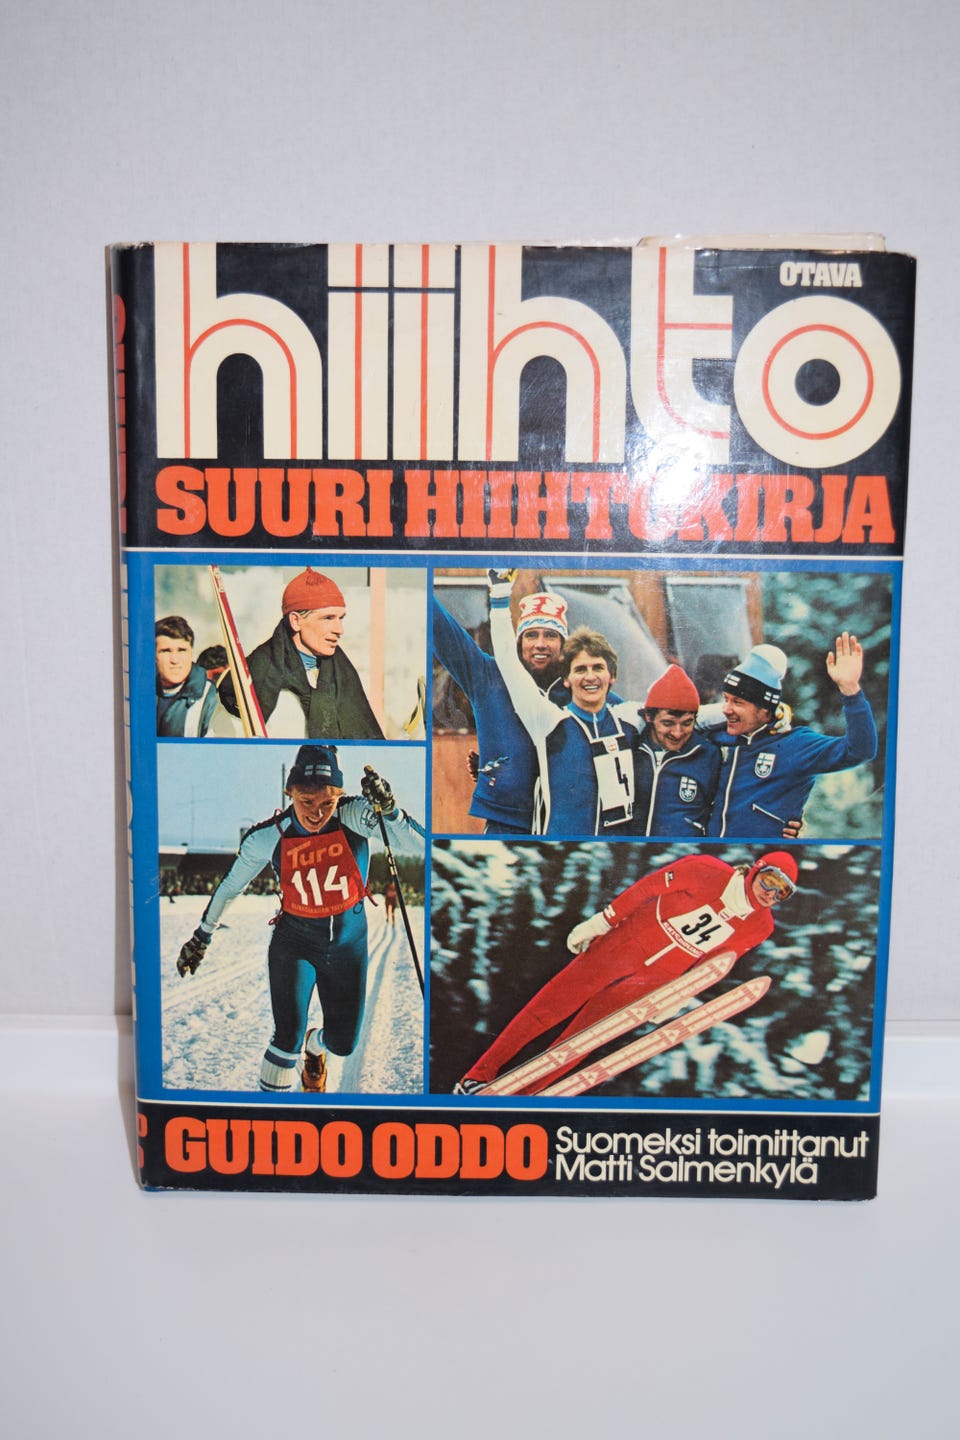 OTAVA
hiihto
SUURI HIIHTOKIRJA
Turo
114
4
34
GUIDO ODDO
Suomeksi toimittanut
Matti Salmenkylä